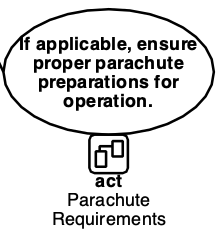 If applicable, ensure
proper parachute
preparations for
operation.
act
Parachute
Requirements